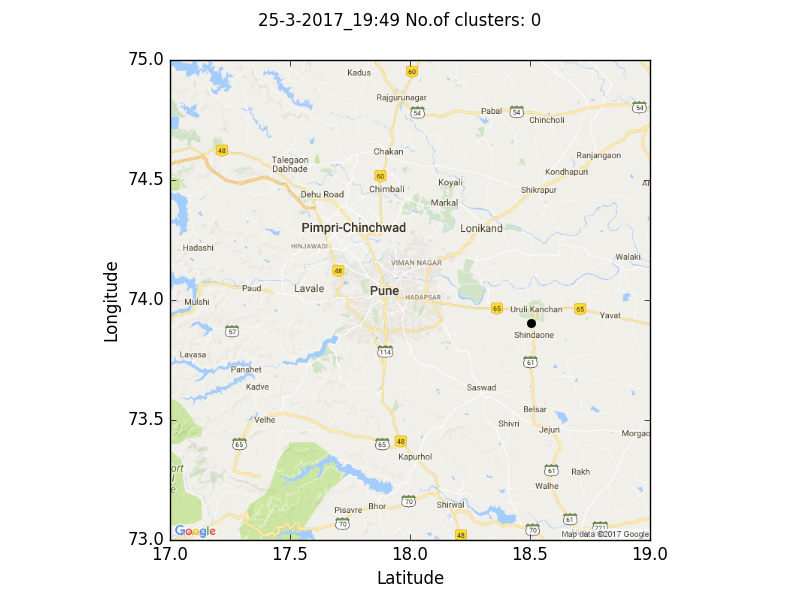 25-3-2017_19:49 No.of clusters: 0
75.0
74.5
74.0
73.5
73.0
Longitude
17.0 17.5 18.0 18.5 19.0
Latitude
Kadus
60
Rajgurunagar
54
Pabal
54
Chincholi
54
48
Talegaon
Dabhade
Chakan
Ranjangaon
60
Chimbali
Koyali
Kondhapuri
Shikrapur
Dehu Road
Markal
Pimpri-Chinchwad
Lonikand
HINJAWADI
Hadashi
VIMAN NAGAR
Walaki
48
Paud
Lavale
Pune
HADAPSAR
Mulshi
65
Uruli Kanchan
65
Yavat
57
Shindaone
114
Lavasa
61
Panshet
Kadve
Saswad
Velhe
Belsar
Shivri
Jejuri
Morgao
65
65
48
Kapurhol
ort
l
le
61
Rakh
Walhe
Pisavre
Bhor
70
Shirwal
70
61
70
221
48
Google
Map data ©2017 Google